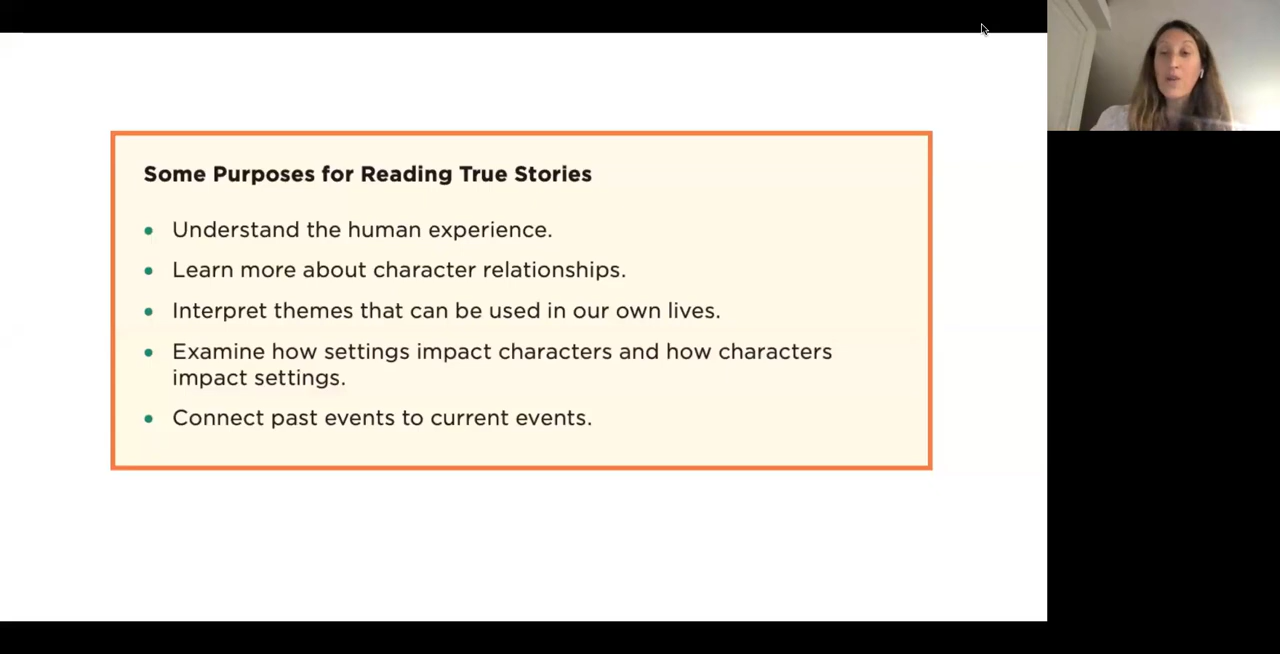 Some Purposes for Reading True Stories
• Understand the human experience.
• Learn more about character relationships.
• Interpret themes that can be used in our own lives.
• Examine how settings impact characters and how characters
impact settings.
• Connect past events to current events.